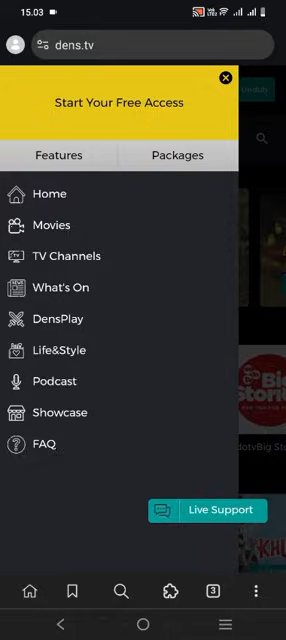 15.03
dens.tv
Start Your Free Access
Unduh
Features
Packages
Home
Movies
TV Channels
What's On
DensPlay
Life&Style
Podcast
Showcase
FAQ
Live Support
3